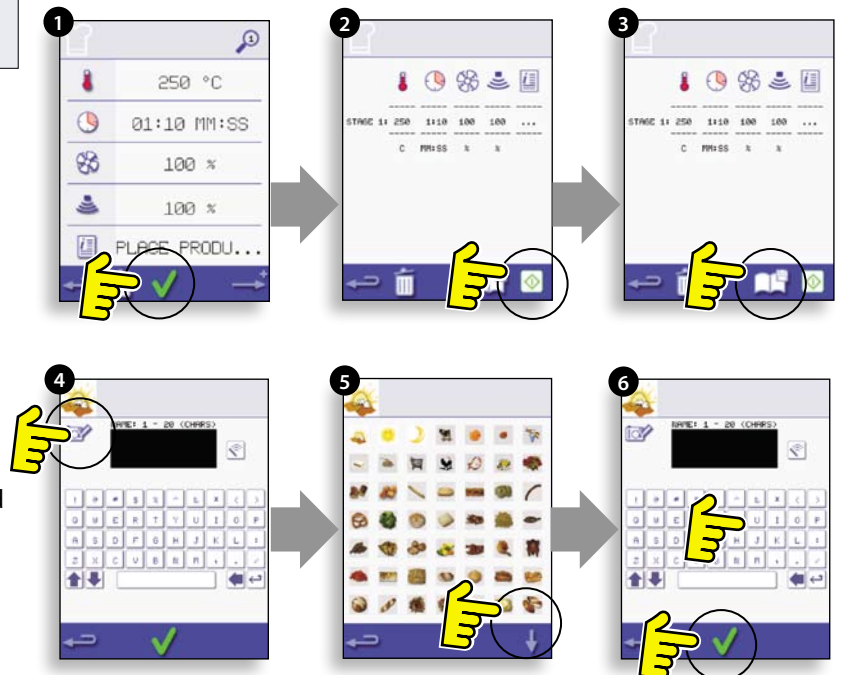 1
1
250 °C
01:10 MM:SS
100 %
100 %
PLACE PRODU...
2
STAGE 1: 250 1:10 100 100 ...
C MM:SS % %
3
STAGE 1: 250 1:10 100 100 ...
C MM:SS % %
4
NAME: 1 - 20 (CHARS)
Q W E R T Y U I O P
A S D F G H J K L :
Z X C V B N M , . /
5
6
NAME: 1 - 20 (CHARS)
U I O P
A S D H J K L :
Z X